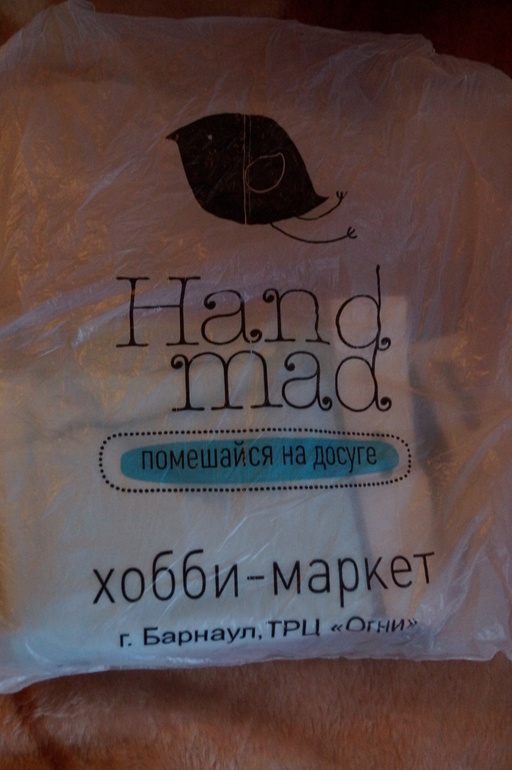 Hand
mad
помешайся на досуге
хобби-маркет
г. Барнаул, ТРЦ «Огни»